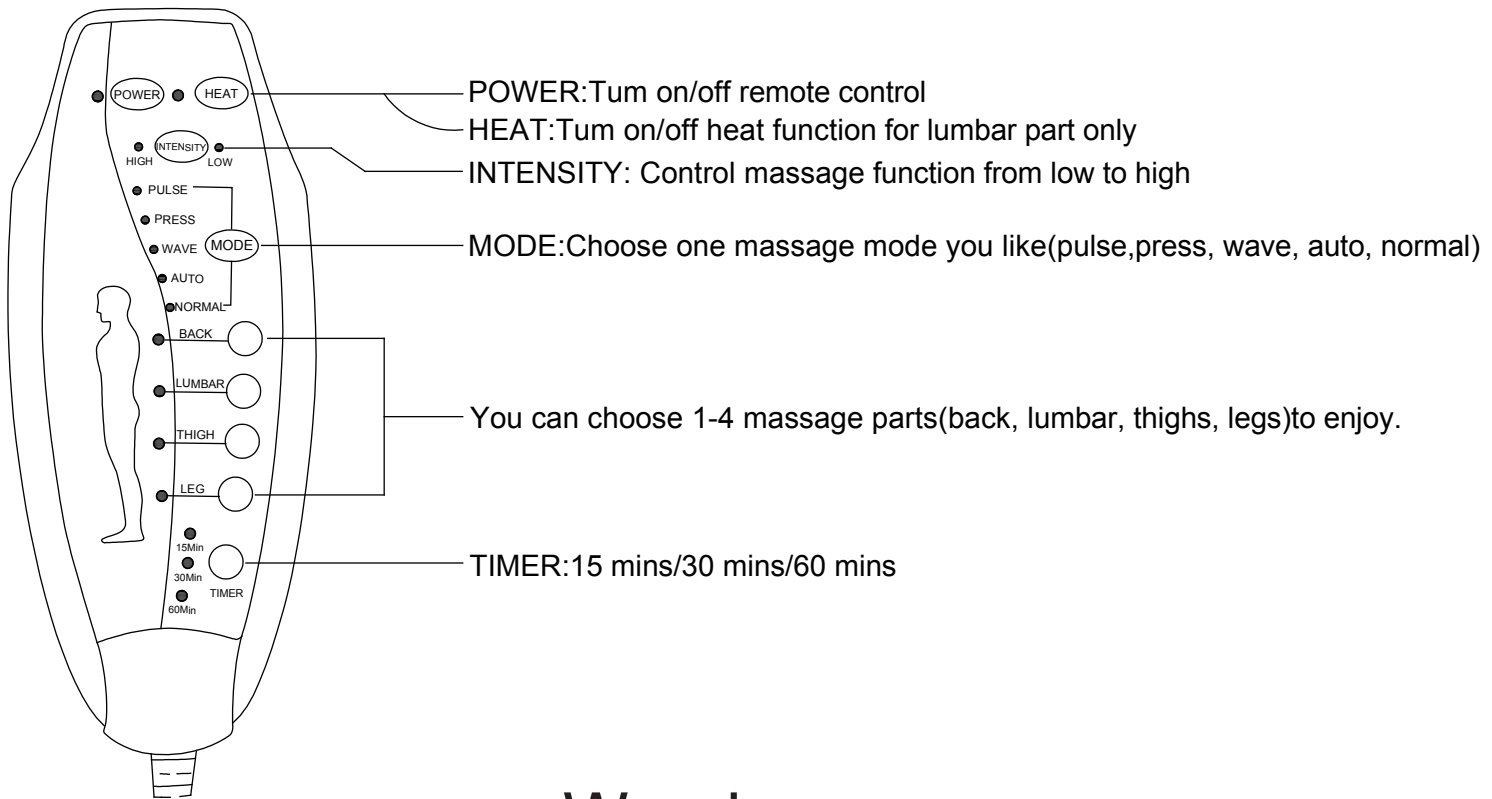 POWER
HEAT
POWER:Tum on/off remote control
HEAT:Tum on/off heat function for lumbar part only
INTENSITY
HIGH
LOW
INTENSITY: Control massage function from low to high
PULSE
PRESS
WAVE
MODE
MODE:Choose one massage mode you like(pulse,press, wave, auto, normal)
AUTO
NORMAL
BACK
LUMBAR
You can choose 1-4 massage parts(back, lumbar, thighs, legs)to enjoy.
THIGH
LEG
15Min
30Min
TIMER
60Min
TIMER:15 mins/30 mins/60 mins